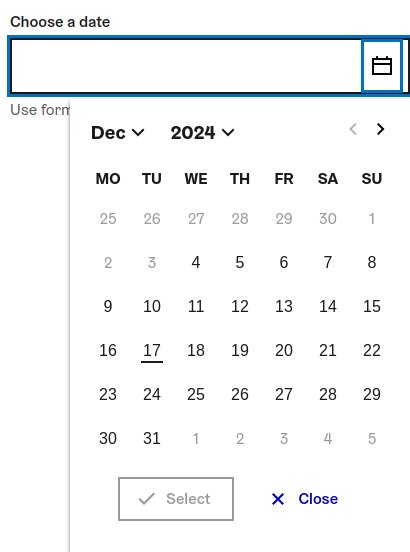 Choose a date
Use form
Dec 2024
MO TU WE TH FR SA SU
25 26 27 28 29 30 1
2 3 4 5 6 7 8
9 10 11 12 13 14 15
16 17 18 19 20 21 22
23 24 25 26 27 28 29
30 31 1 2 3 4 5
Select Close